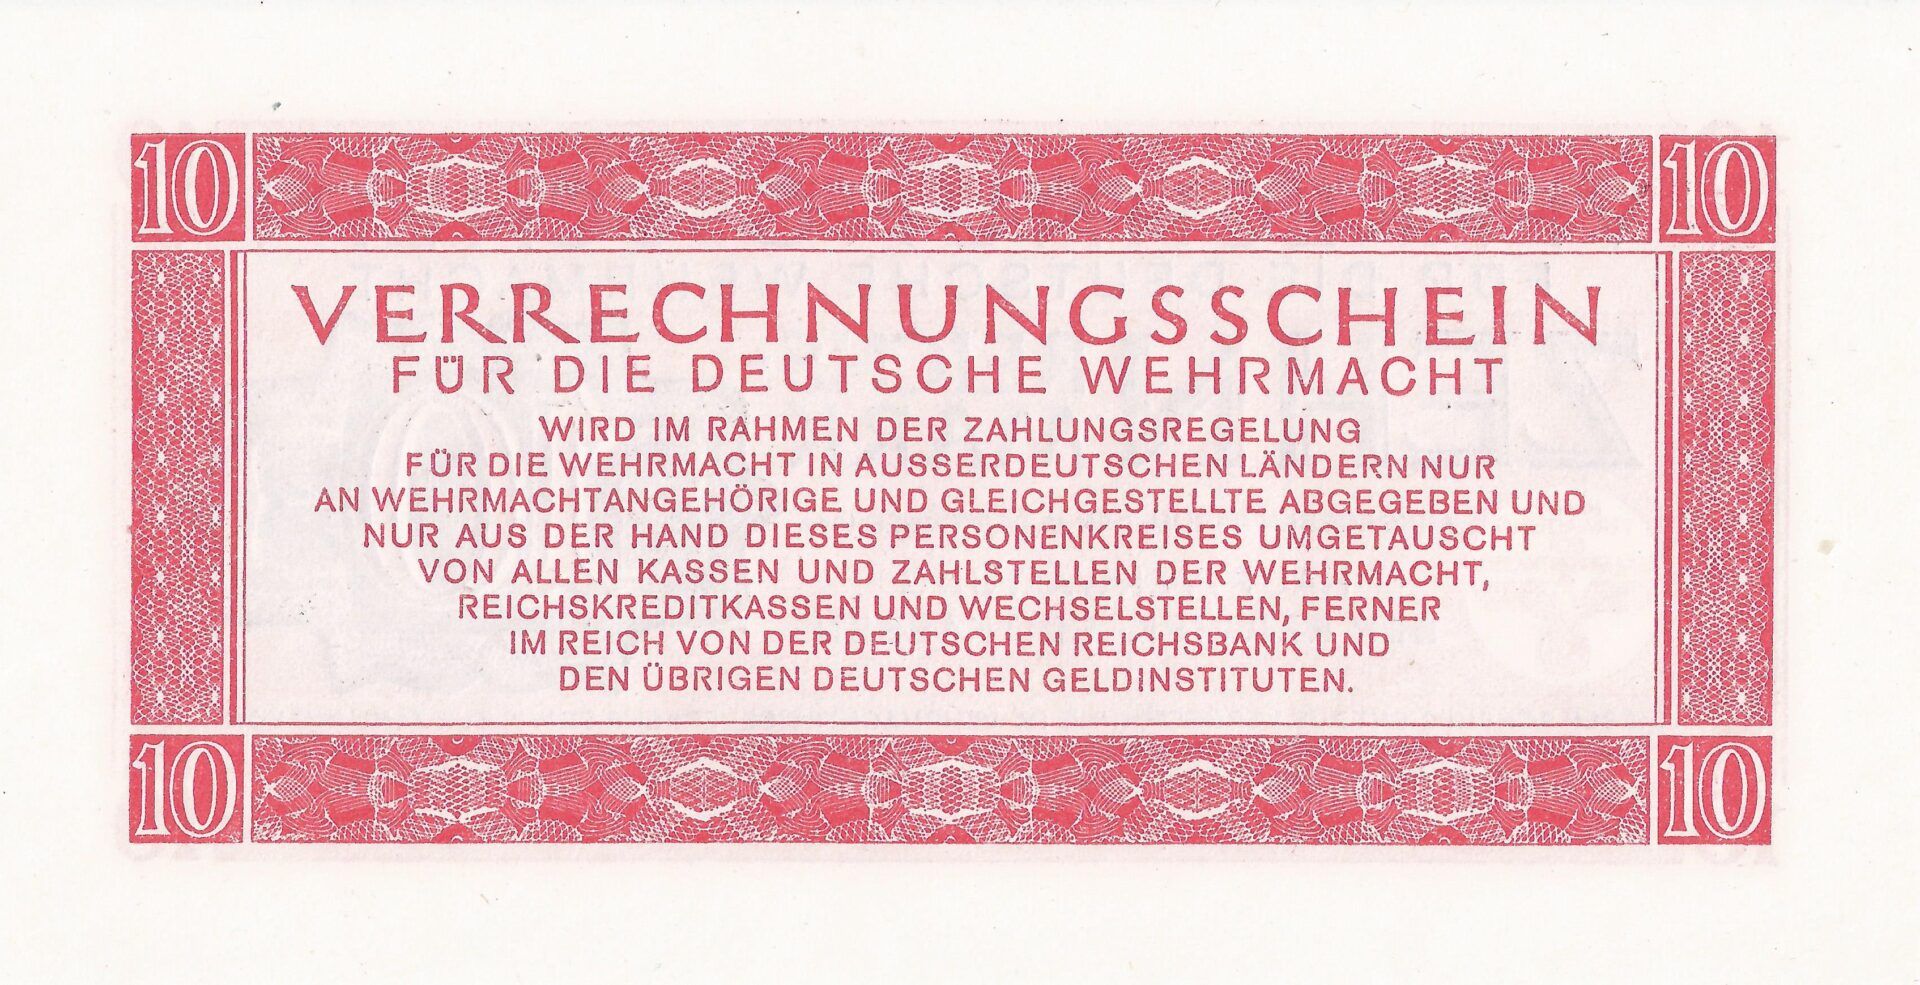 10 10
VERRECHNUNGSSCHEIN
FÜR DIE DEUTSCHE WEHRMACHT
WIRD IM RAHMEN DER ZAHLUNGSREGELUNG
FÜR DIE WEHRMACHT IN AUSSERDEUTSCHEN LÄNDERN NUR
AN WEHRMACHTANGEHÖRIGE UND GLEICHGESTELLTE ABGEGEBEN UND
NUR AUS DER HAND DIESES PERSONENKREISES UMGETAUSCHT
VON ALLEN KASSEN UND ZAHLSTELLEN DER WEHRMACHT,
REICHSKREDITKASSEN UND WECHSELSTELLEN, FERNER
IM REICH VON DER DEUTSCHEN REICHSBANK UND
DEN ÜBRIGEN DEUTSCHEN GELDINSTITUTEN.
10 10